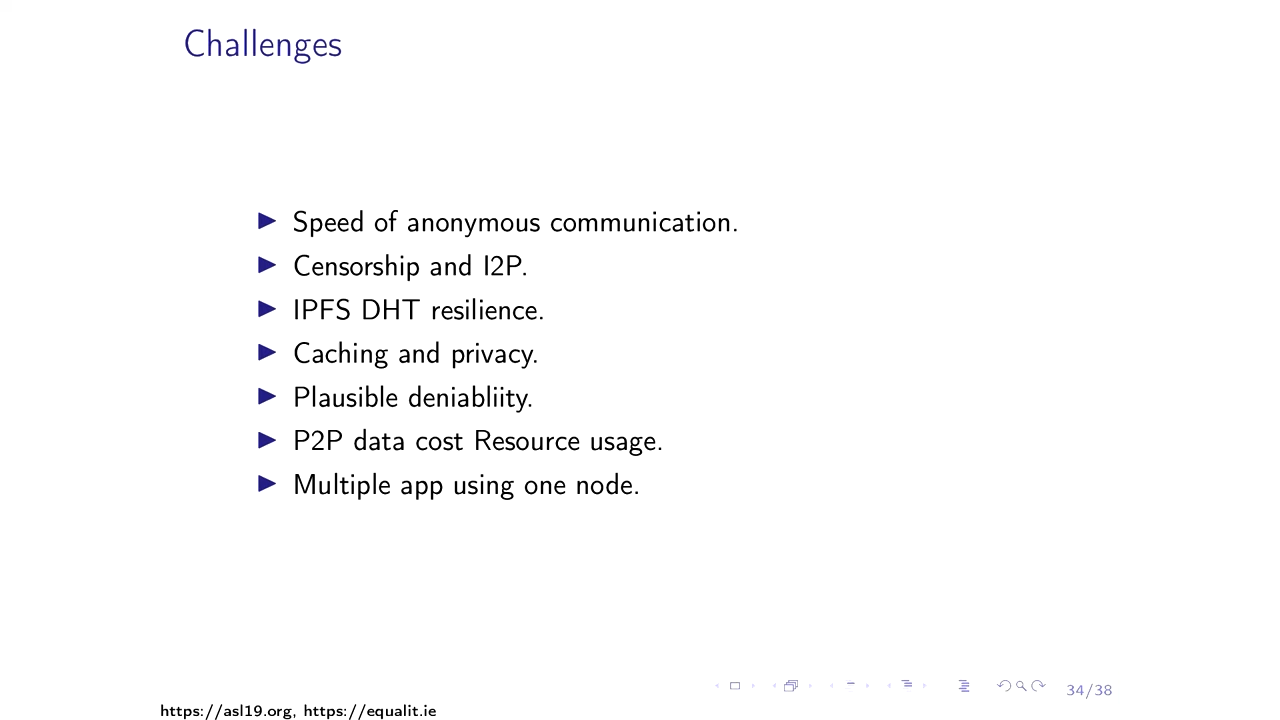 Challenges
Speed of anonymous communication.
Censorship and I2P.
IPFS DHT resilience.
Caching and privacy.
Plausible deniabliity.
P2P data cost Resource usage.
Multiple app using one node.
34/38
https://asl19.org, https://equalit.ie